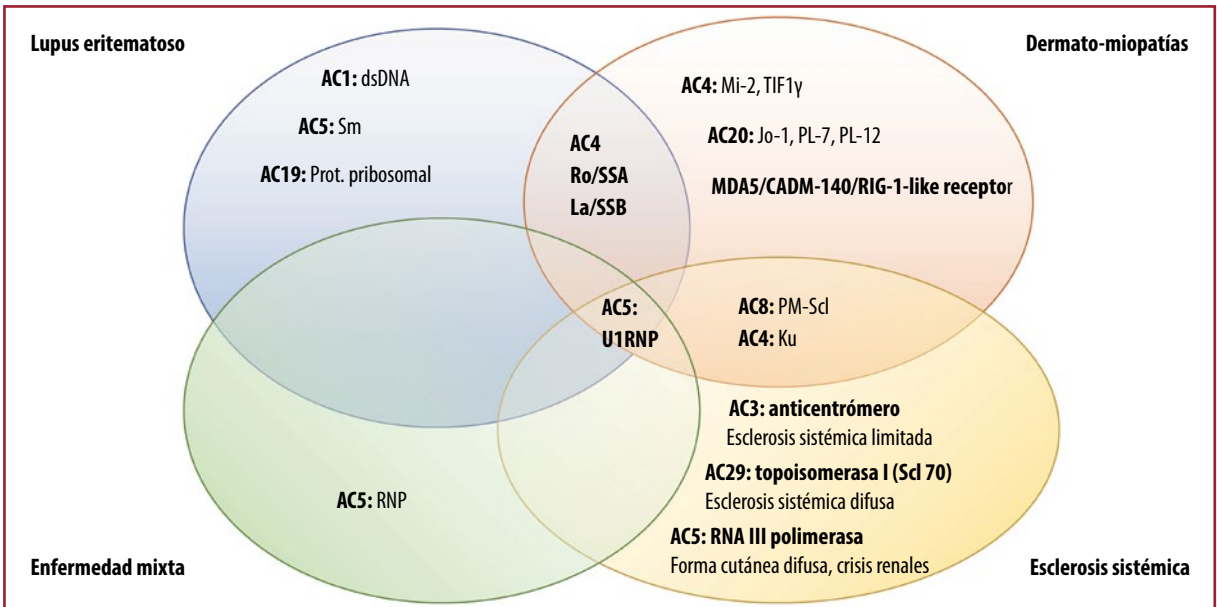 Lupus eritematoso
Dermato-miopatías
AC1: dsDNA
AC5: Sm
AC19: Prot. pribosomal
AC4
Ro/SSA
La/SSB
AC4: Mi-2, TIF1γ
AC20: Jo-1, PL-7, PL-12
MDA5/CADM-140/RIG-1-like receptor
AC5:
U1RNP
AC8: PM-Scl
AC4: Ku
AC3: anticentrómero
Esclerosis sistémica limitada
AC29: topoisomerasa I (Scl 70)
Esclerosis sistémica difusa
AC5: RNA III polimerasa
Forma cutánea difusa, crisis renales
AC5: RNP
Enfermedad mixta
Esclerosis sistémica